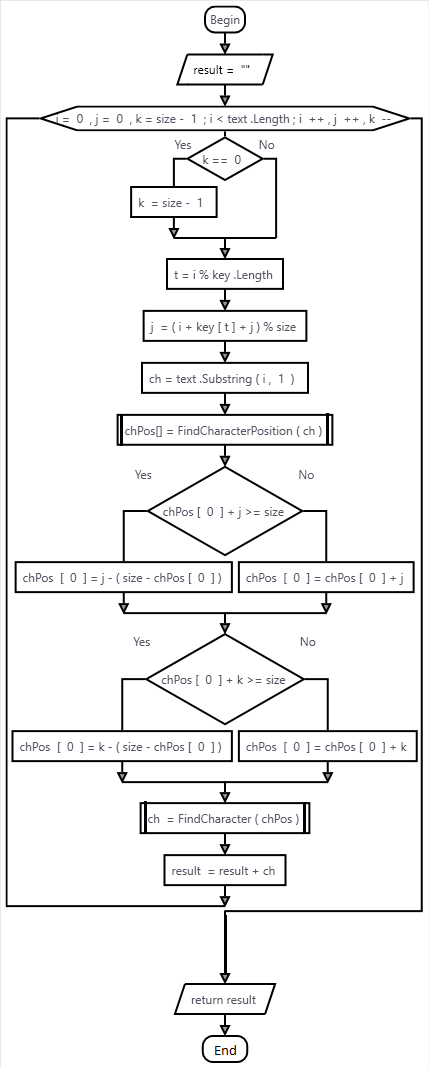 Begin
result = ""
i = 0 , j = 0 , k = size - 1 ; i < text .Length ; i ++ , j ++ , k --
Yes
No
k == 0
k = size - 1
t = i % key .Length
j = ( i + key [ t ] + j ) % size
ch = text .Substring ( i , 1 )
chPos[] = FindCharacterPosition ( ch )
Yes
No
chPos [ 0 ] + j >= size
chPos [ 0 ] = j - ( size - chPos [ 0 ] )
chPos [ 0 ] = chPos [ 0 ] + j
Yes
No
chPos [ 0 ] + k >= size
chPos [ 0 ] = k - ( size - chPos [ 0 ] )
chPos [ 0 ] = chPos [ 0 ] + k
ch = FindCharacter ( chPos )
result = result + ch
return result
End